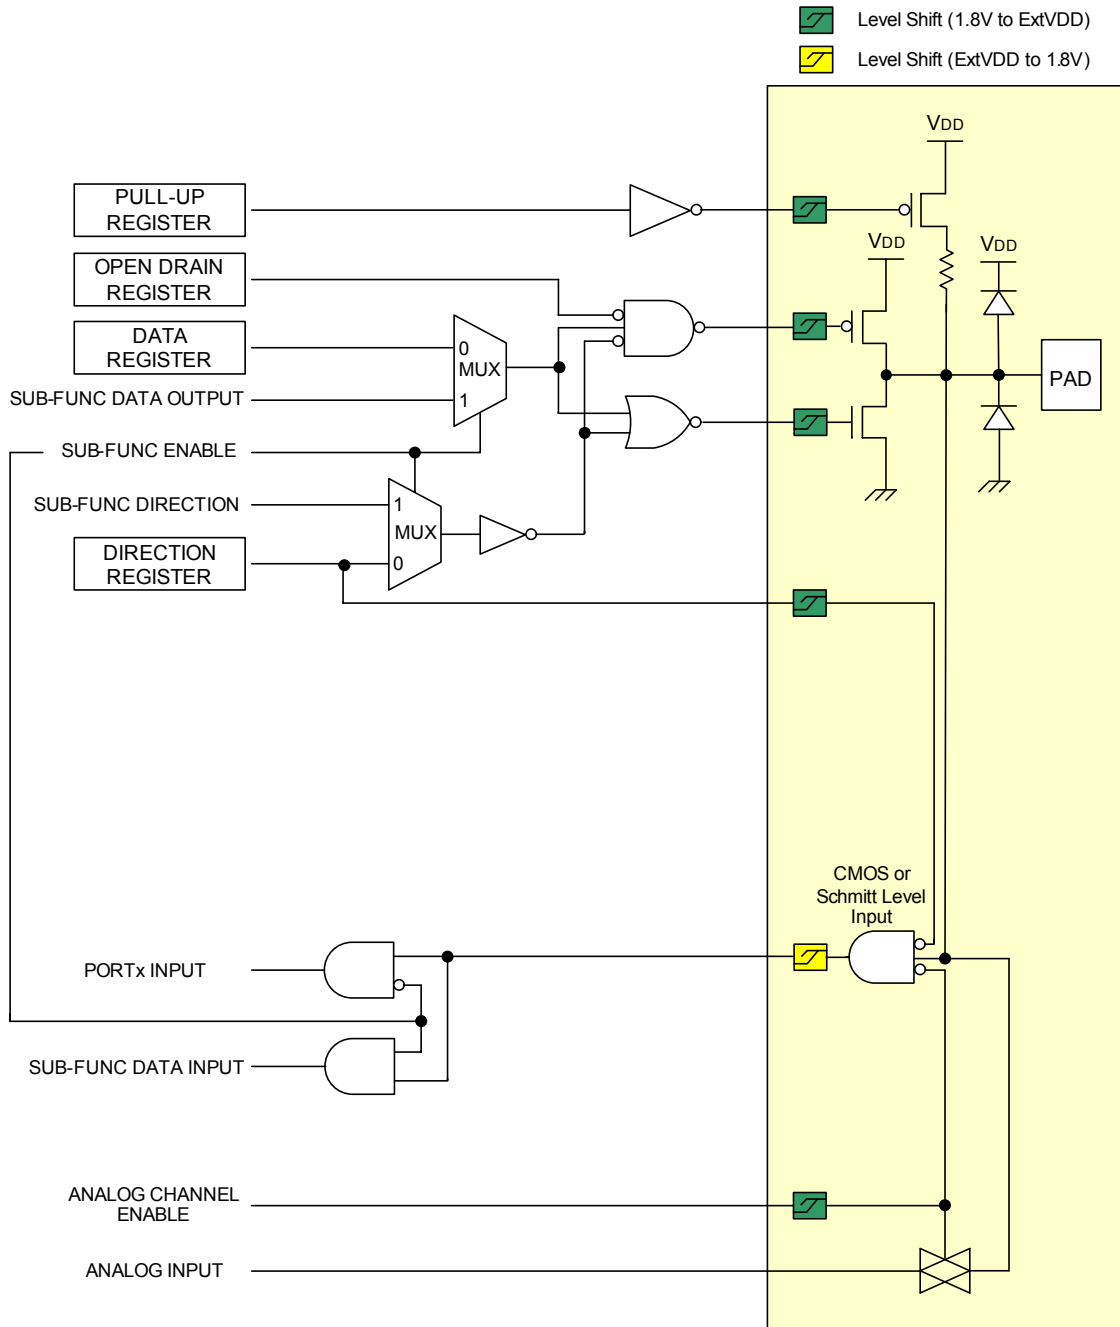 Level Shift (1.8V to ExtVDD)
Level Shift (ExtVDD to 1.8V)
VDD
PULL-UP
REGISTER
VDD
VDD
OPEN DRAIN
REGISTER
DATA
REGISTER
0
MUX
1
PAD
SUB-FUNC DATA OUTPUT
SUB-FUNC ENABLE
SUB-FUNC DIRECTION
1
MUX
0
DIRECTION
REGISTER
CMOS or
Schmitt Level
Input
PORTx INPUT
SUB-FUNC DATA INPUT
ANALOG CHANNEL
ENABLE
ANALOG INPUT